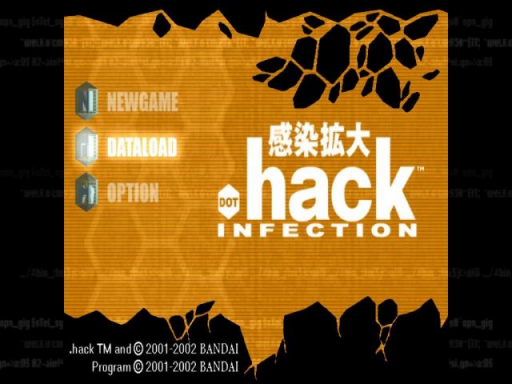 NEWGAME
DATALOAD
OPTION
感染拡大
DOT
.hack™
INFECTION
.hack TM and © 2001-2002 BANDAI
Program © 2001-2002 BANDAI